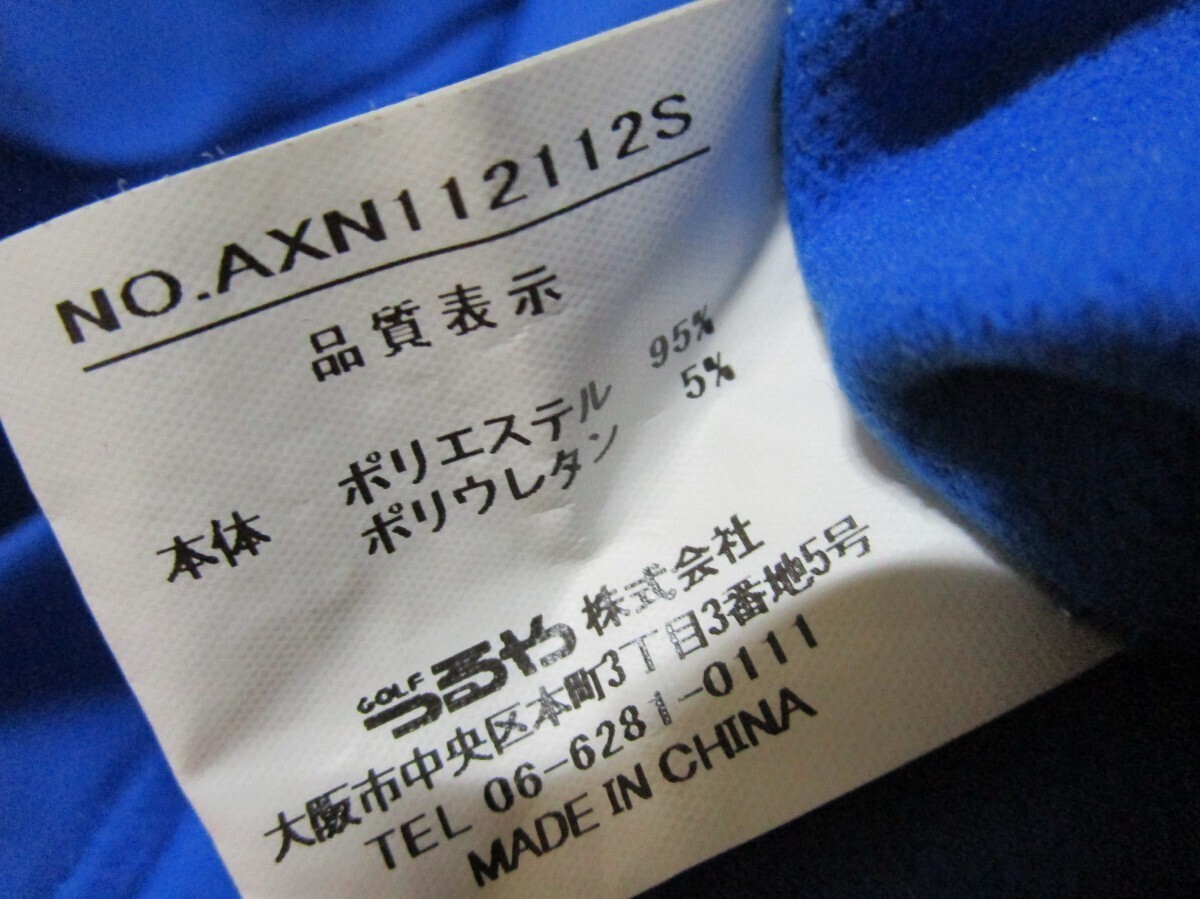 NO.AXN112112S
品質表示
本体 ポリエステル 95%
ポリウレタン 5%
GOLF つるや 株式会社
大阪市中央区本町3丁目3番地5号
TEL 06-6281-0111
MADE IN CHINA